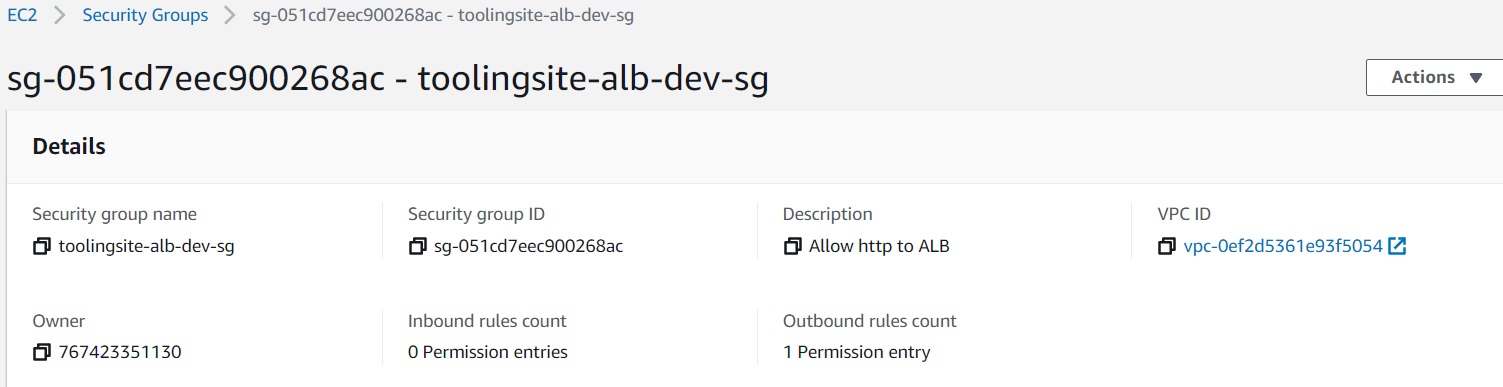 EC2 > Security Groups > sg-051cd7eec900268ac - toolingsite-alb-dev-sg
sg-051cd7eec900268ac - toolingsite-alb-dev-sg
Actions ▼
Details
Security group name
toolingsite-alb-dev-sg
Security group ID
sg-051cd7eec900268ac
Description
Allow http to ALB
VPC ID
vpc-0ef2d5361e93f5054
Owner
767423351130
Inbound rules count
0 Permission entries
Outbound rules count
1 Permission entry